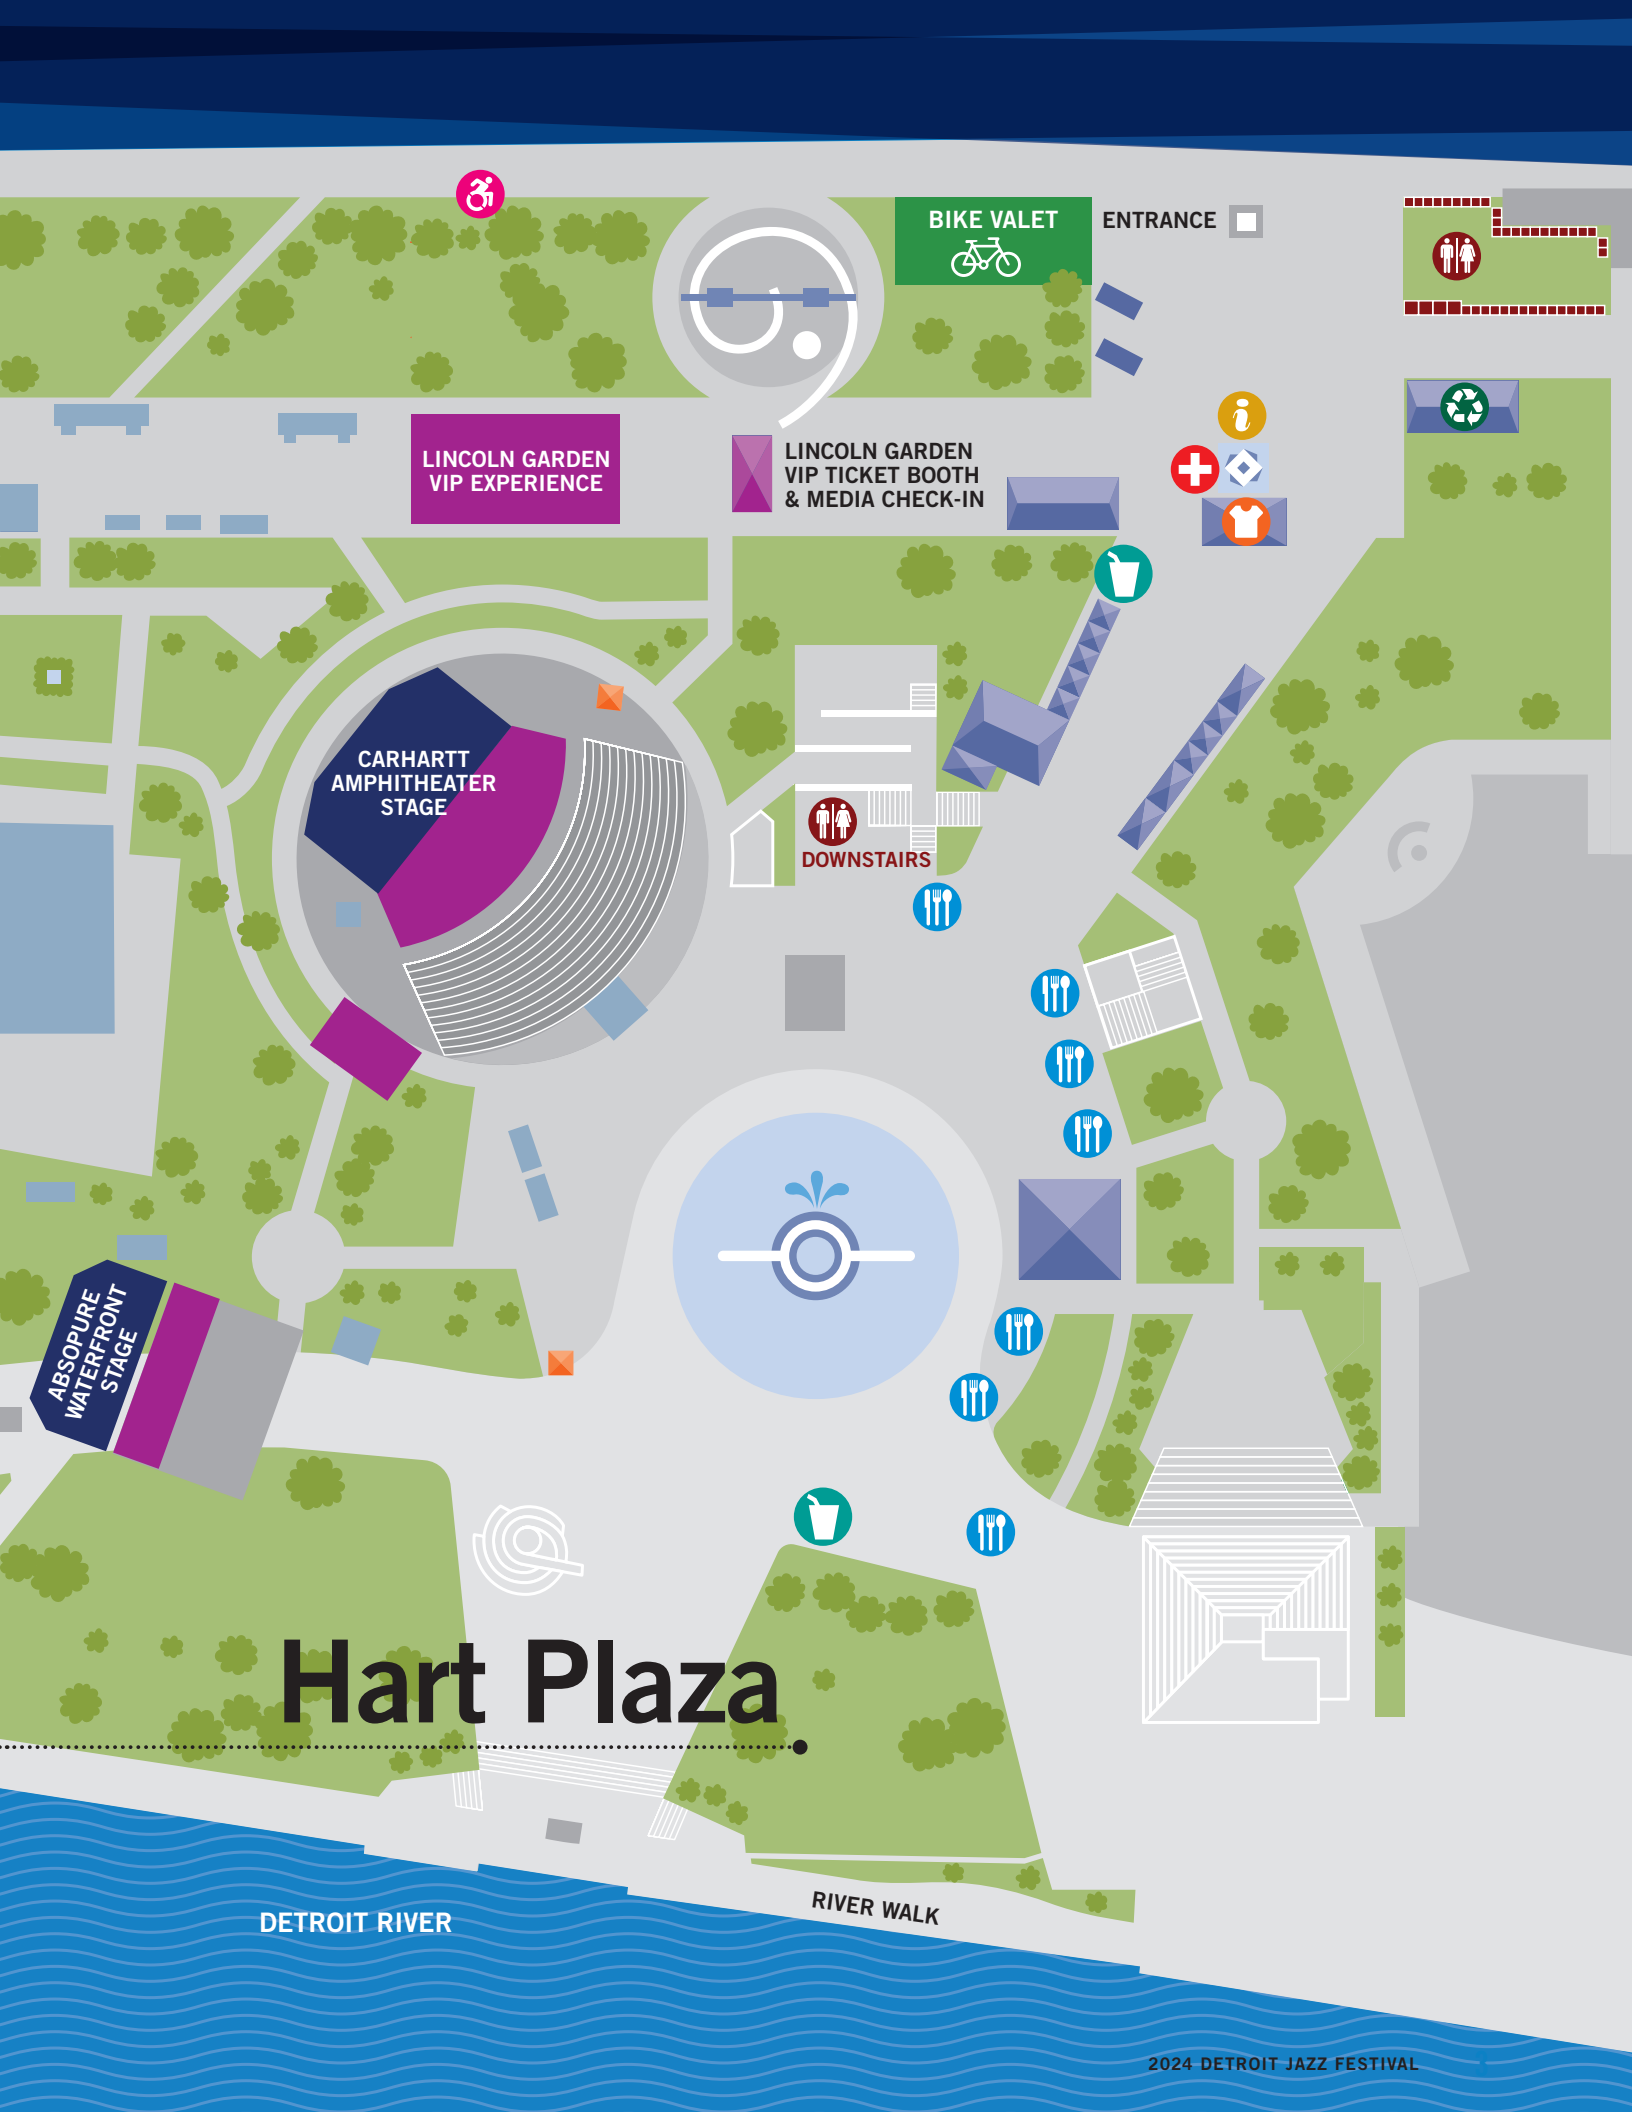 BIKE VALET
ENTRANCE
LINCOLN GARDEN
VIP EXPERIENCE
LINCOLN GARDEN
VIP TICKET BOOTH
& MEDIA CHECK-IN
CARHARTT
AMPHITHEATER
STAGE
DOWNSTAIRS
ABSOPURE
WATERFRONT
STAGE
Hart Plaza
RIVER WALK
DETROIT RIVER
2024 DETROIT JAZZ FESTIVAL